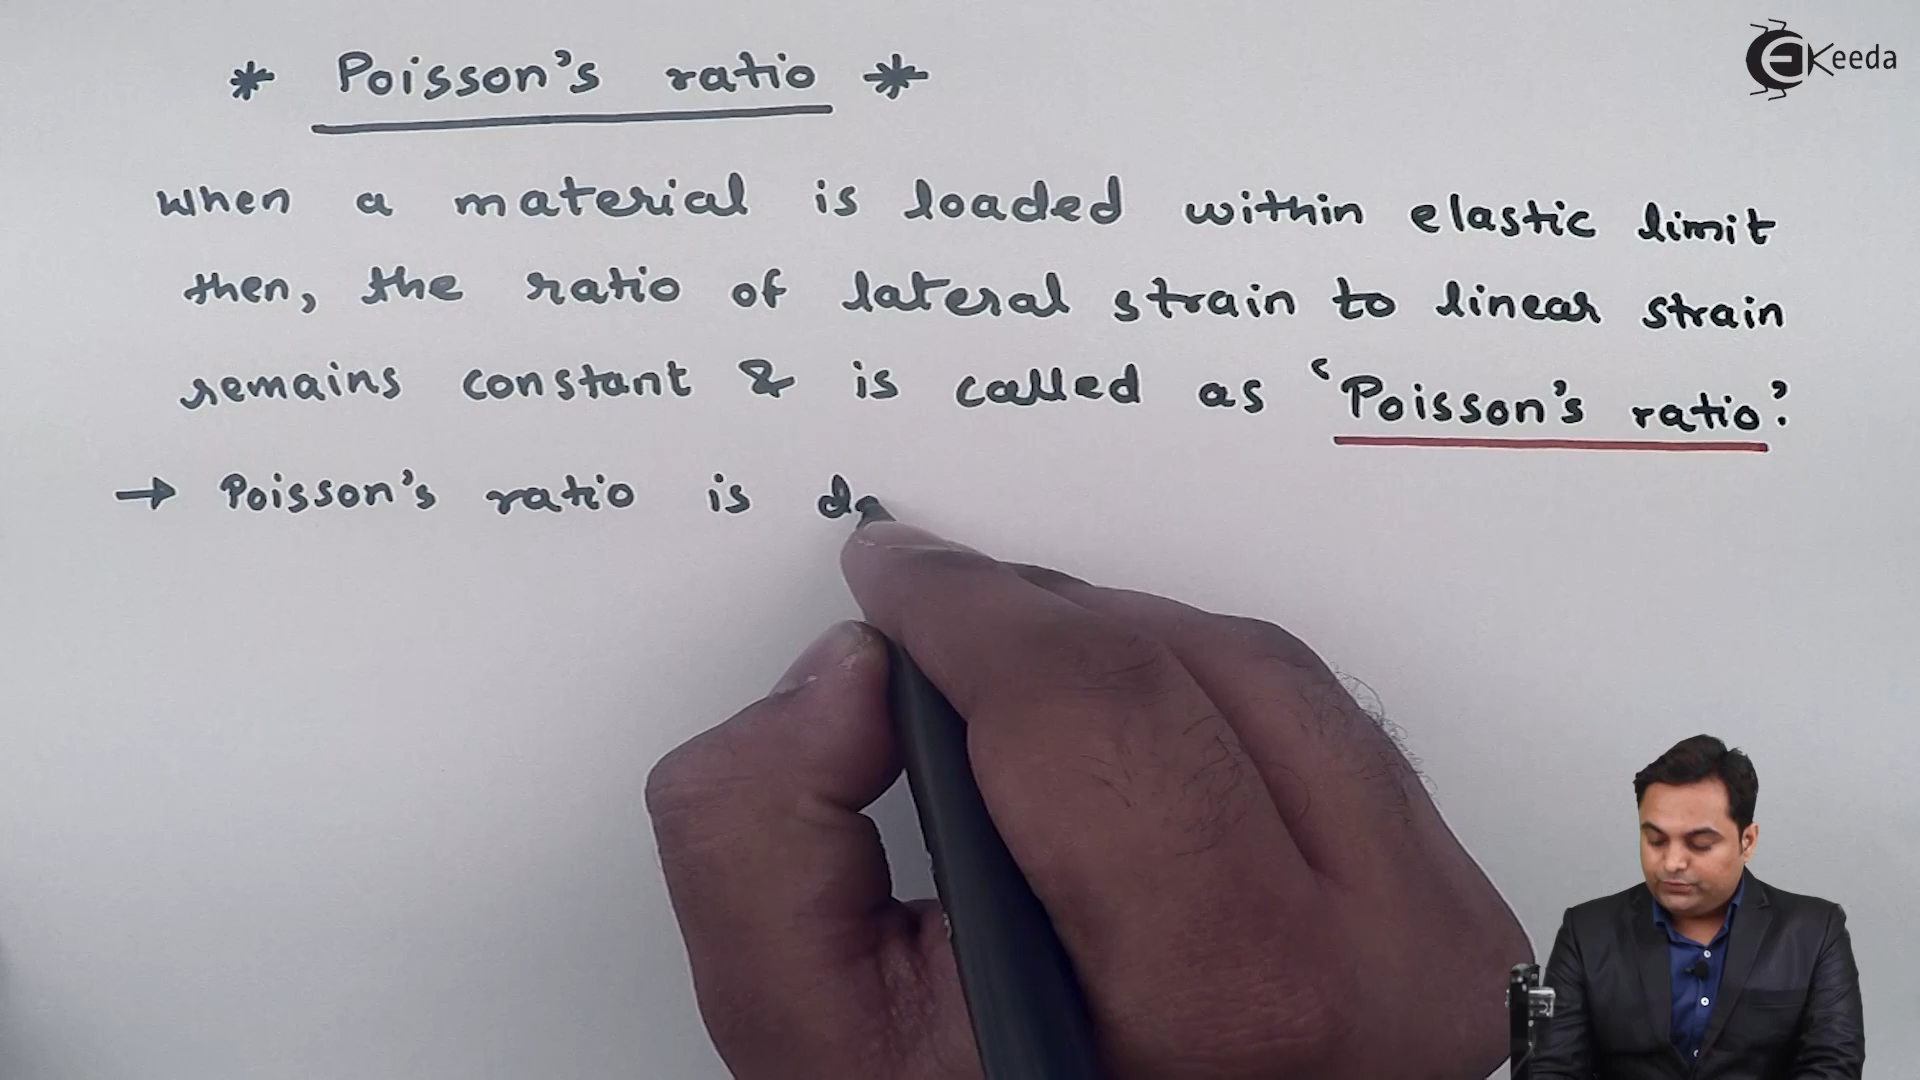 * Poisson's ratio *
Keeda
When a material is loaded within elastic limit
then, the ratio of lateral strain to linear strain
remains constant & is called as 'Poisson's ratio'.
→ Poisson's ratio is